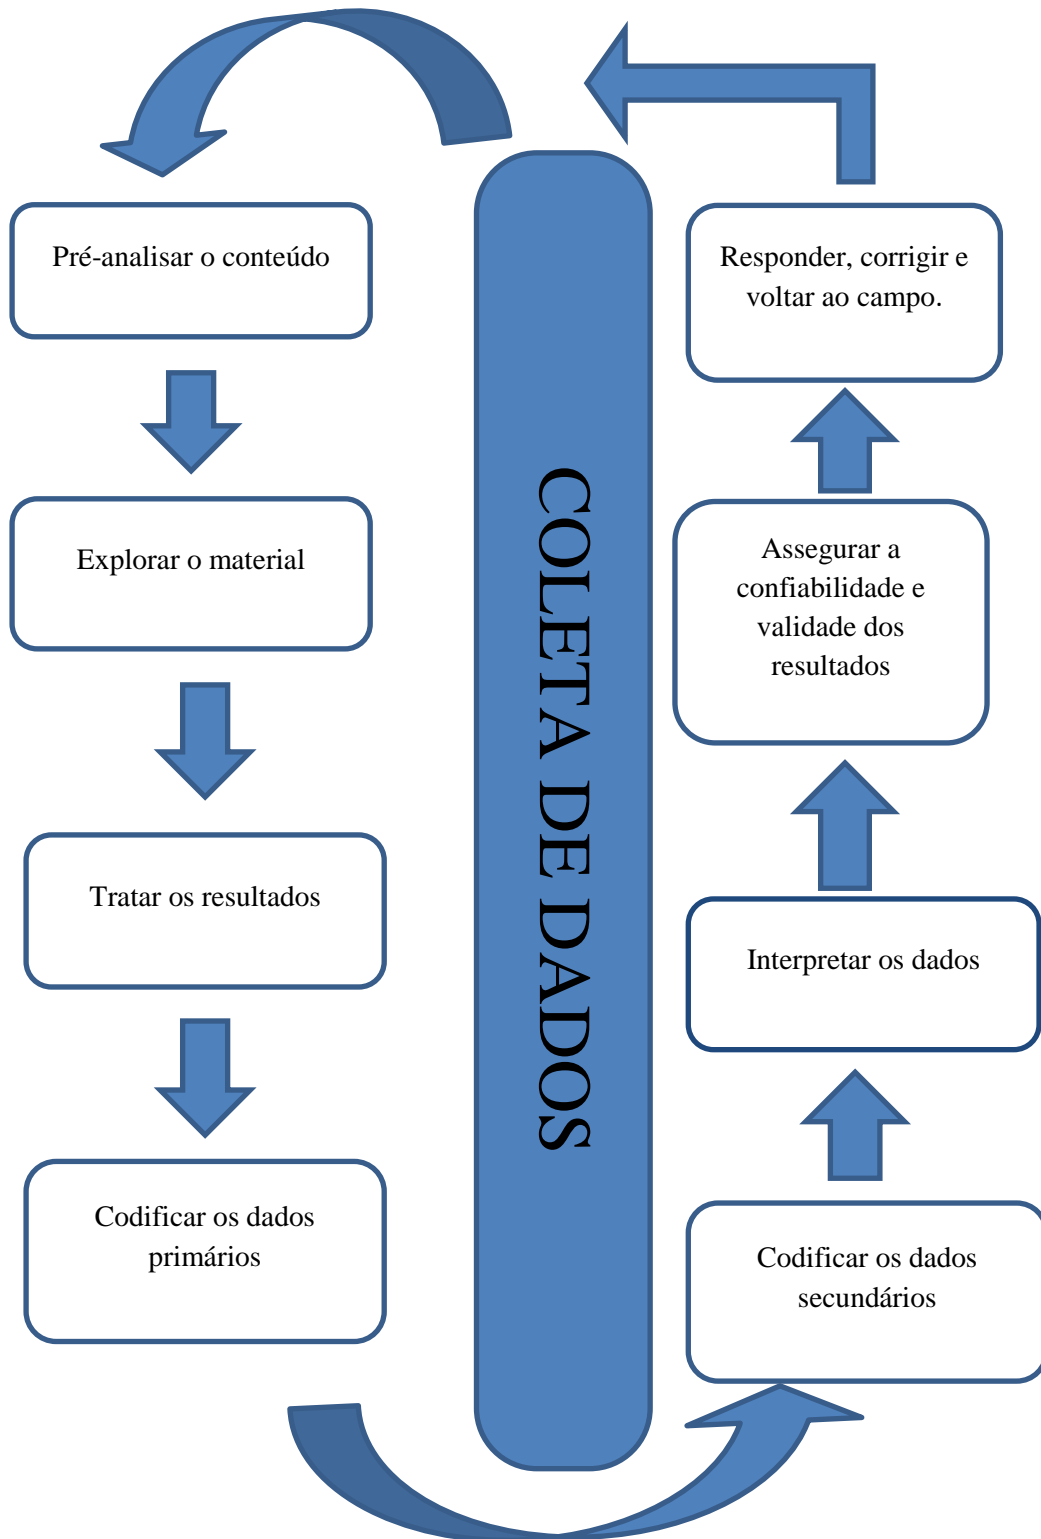 Pré-analisar o conteúdo
Explorar o material
Tratar os resultados
Codificar os dados
primários
COLETA DE DADOS
Responder, corrigir e
voltar ao campo.
Assegurar a
confiabilidade e
validade dos
resultados
Interpretar os dados
Codificar os dados
secundários